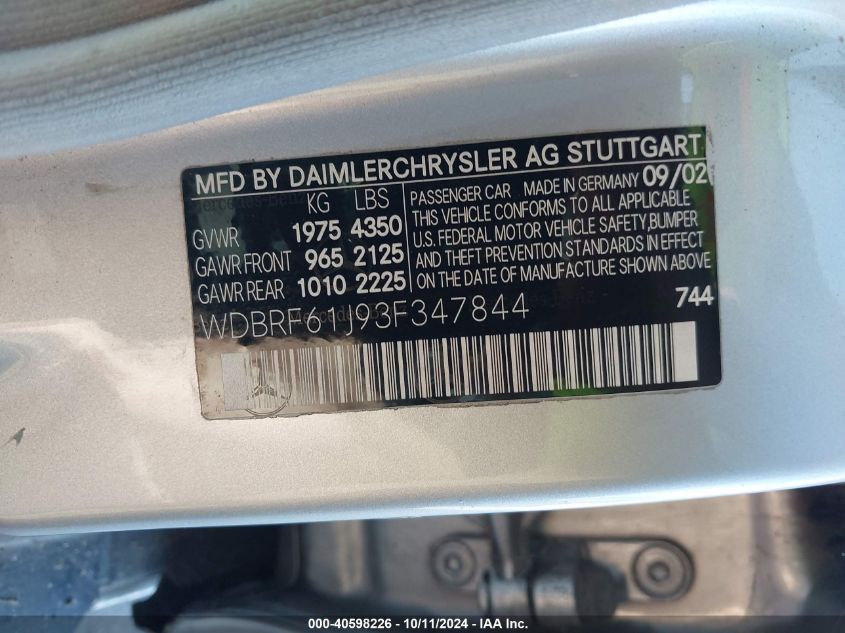 MFD BY DAIMLERCHRYSLER AG STUTTGART
KG LBS
GVWR 1975 4350
GAWR FRONT 965 2125
GAWR REAR 1010 2225
PASSENGER CAR MADE IN GERMANY 09/02
THIS VEHICLE CONFORMS TO ALL APPLICABLE
U.S. FEDERAL MOTOR VEHICLE SAFETY,BUMPER
AND THEFT PREVENTION STANDARDS IN EFFECT
ON THE DATE OF MANUFACTURE SHOWN ABOVE
WDBRF61J93F347844
744
000-40598226 - 10/11/2024 - IAA Inc.